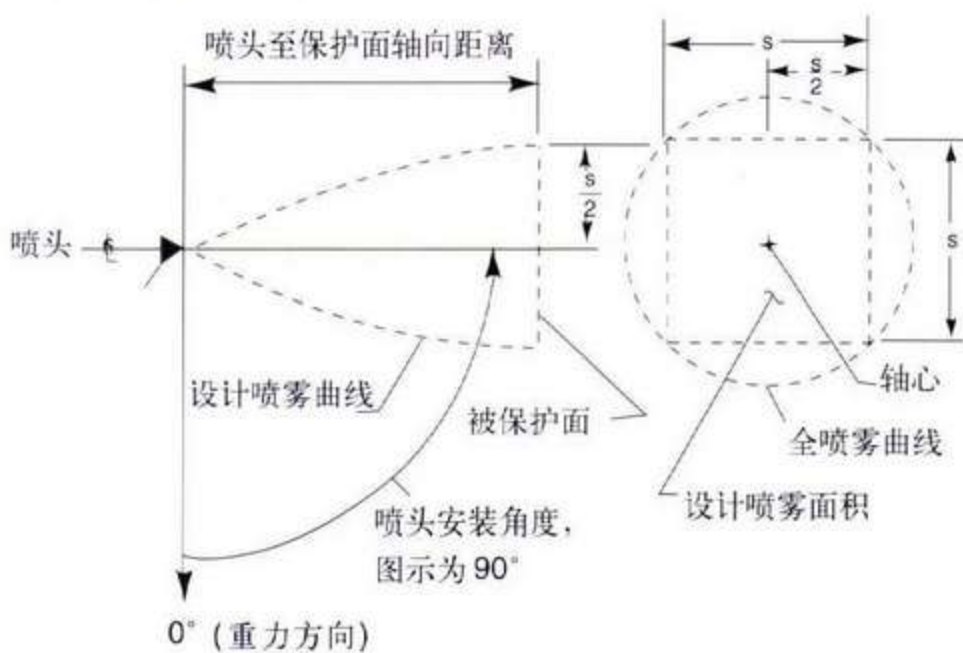 喷头至保护面轴向距离
s
s/2
s/2
s
喷头
设计喷雾曲线
被保护面
轴心
全喷雾曲线
设计喷雾面积
喷头安装角度,
图示为 90°
0° (重力方向)